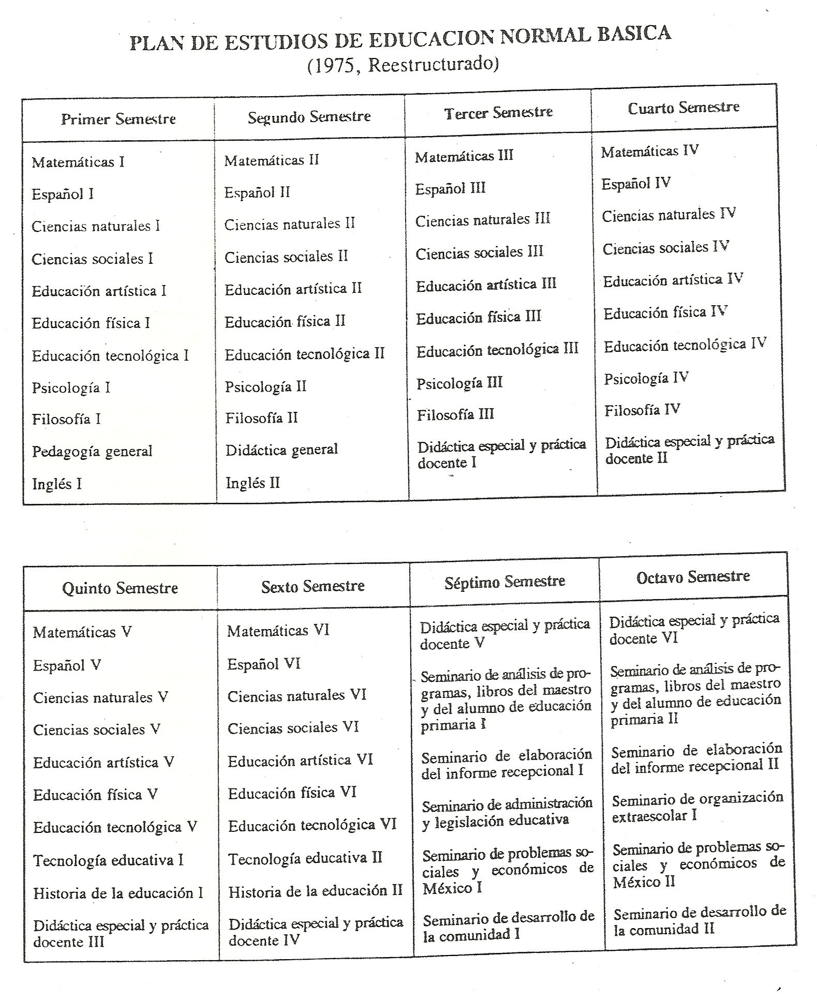 PLAN DE ESTUDIOS DE EDUCACION NORMAL BASICA
(1975, Reestructurado)
Primer Semestre
Matemáticas I
Español I
Ciencias naturales I
Ciencias sociales I
Educación artística I
Educación física I
Educación tecnológica I
Psicología I
Filosofía I
Pedagogía general
Inglés I
Segundo Semestre
Matemáticas II
Español II
Ciencias naturales II
Ciencias sociales II
Educación artística II
Educación física II
Educación tecnológica II
Psicología II
Filosofía II
Didáctica general
Inglés II
Tercer Semestre
Matemáticas III
Español III
Ciencias naturales III
Ciencias sociales III
Educación artística III
Educación física III
Educación tecnológica III
Psicología III
Filosofía III
Didáctica especial y práctica
docente I
Cuarto Semestre
Matemáticas IV
Español IV
Ciencias naturales IV
Ciencias sociales IV
Educación artística IV
Educación física IV
Educación tecnológica IV
Psicología IV
Filosofía IV
Didáctica especial y práctica
docente II
Quinto Semestre
Matemáticas V
Español V
Ciencias naturales V
Ciencias sociales V
Educación artística V
Educación física V
Educación tecnológica V
Tecnología educativa I
Historia de la educación I
Didáctica especial y práctica
docente III
Sexto Semestre
Matemáticas VI
Español VI
Ciencias naturales VI
Ciencias sociales VI
Educación artística VI
Educación física VI
Educación tecnológica VI
Tecnología educativa II
Historia de la educación II
Didáctica especial y práctica
docente IV
Séptimo Semestre
Didáctica especial y práctica
docente V
Seminario de análisis de pro-
gramas, libros del maestro
y del alumno de educación
primaria I
Seminario de elaboración
del informe recepcional I
Seminario de administración
y legislación educativa
Seminario de problemas so-
ciales y económicos de
México I
Seminario de desarrollo de
la comunidad I
Octavo Semestre
Didáctica especial y práctica
docente VI
Seminario de análisis de pro-
gramas, libros del maestro
y del alumno de educación
primaria II
Seminario de elaboración
del informe recepcional II
Seminario de organización
extraescolar I
Seminario de problemas so-
ciales y económicos de
México II
Seminario de desarrollo de
la comunidad II